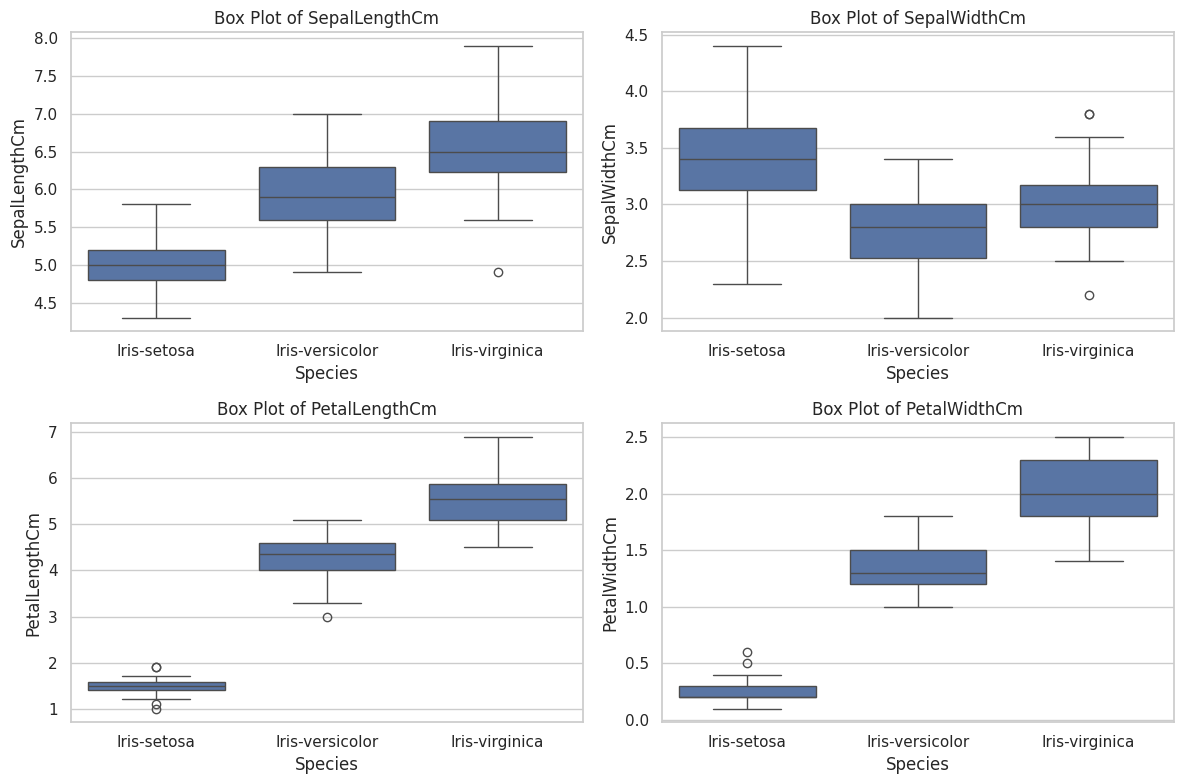 Box Plot of SepalLengthCm
SepalLengthCm
8.0
7.5
7.0
6.5
6.0
5.5
5.0
4.5
Iris-setosa Iris-versicolor Iris-virginica
Species
Box Plot of SepalWidthCm
SepalWidthCm
4.5
4.0
3.5
3.0
2.5
2.0
Iris-setosa Iris-versicolor Iris-virginica
Species
Box Plot of PetalLengthCm
PetalLengthCm
7
6
5
4
3
2
1
Iris-setosa Iris-versicolor Iris-virginica
Species
Box Plot of PetalWidthCm
PetalWidthCm
2.5
2.0
1.5
1.0
0.5
0.0
Iris-setosa Iris-versicolor Iris-virginica
Species